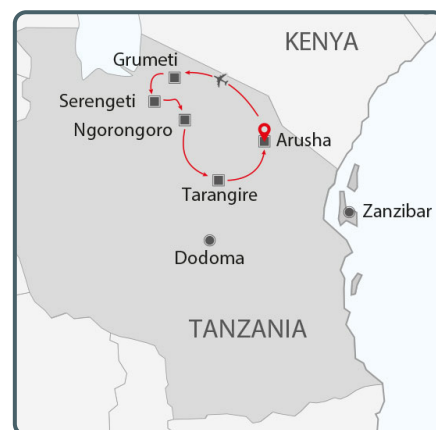 KENYA
Grumeti
Serengeti
Ngorongoro
Arusha
Tarangire
Zanzibar
Dodoma
TANZANIA